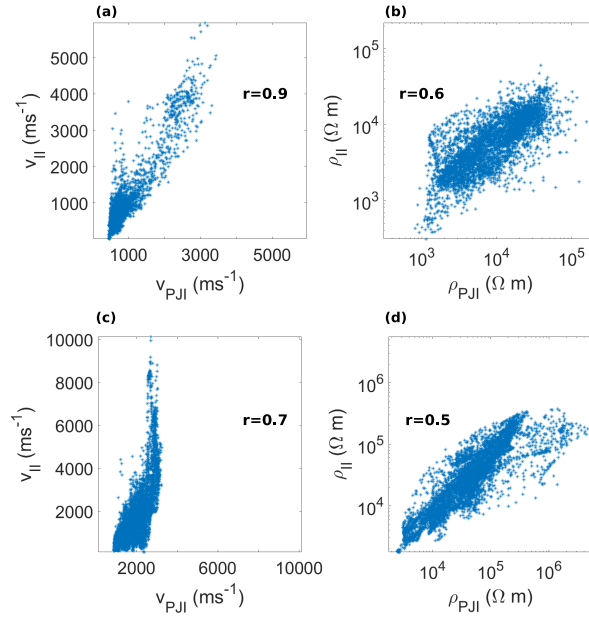 (a)
5000
4000
3000
2000
1000
v_II (ms^-1)
r=0.9
1000 3000 5000
v_PJI (ms^-1)
(b)
10^5
10^4
10^3
ρ_II (Ω m)
r=0.6
10^3 10^4 10^5
ρ_PJI (Ω m)
(c)
10000
8000
6000
4000
2000
v_II (ms^-1)
r=0.7
2000 6000 10000
v_PJI (ms^-1)
(d)
10^6
10^5
10^4
ρ_II (Ω m)
r=0.5
10^4 10^5 10^6
ρ_PJI (Ω m)